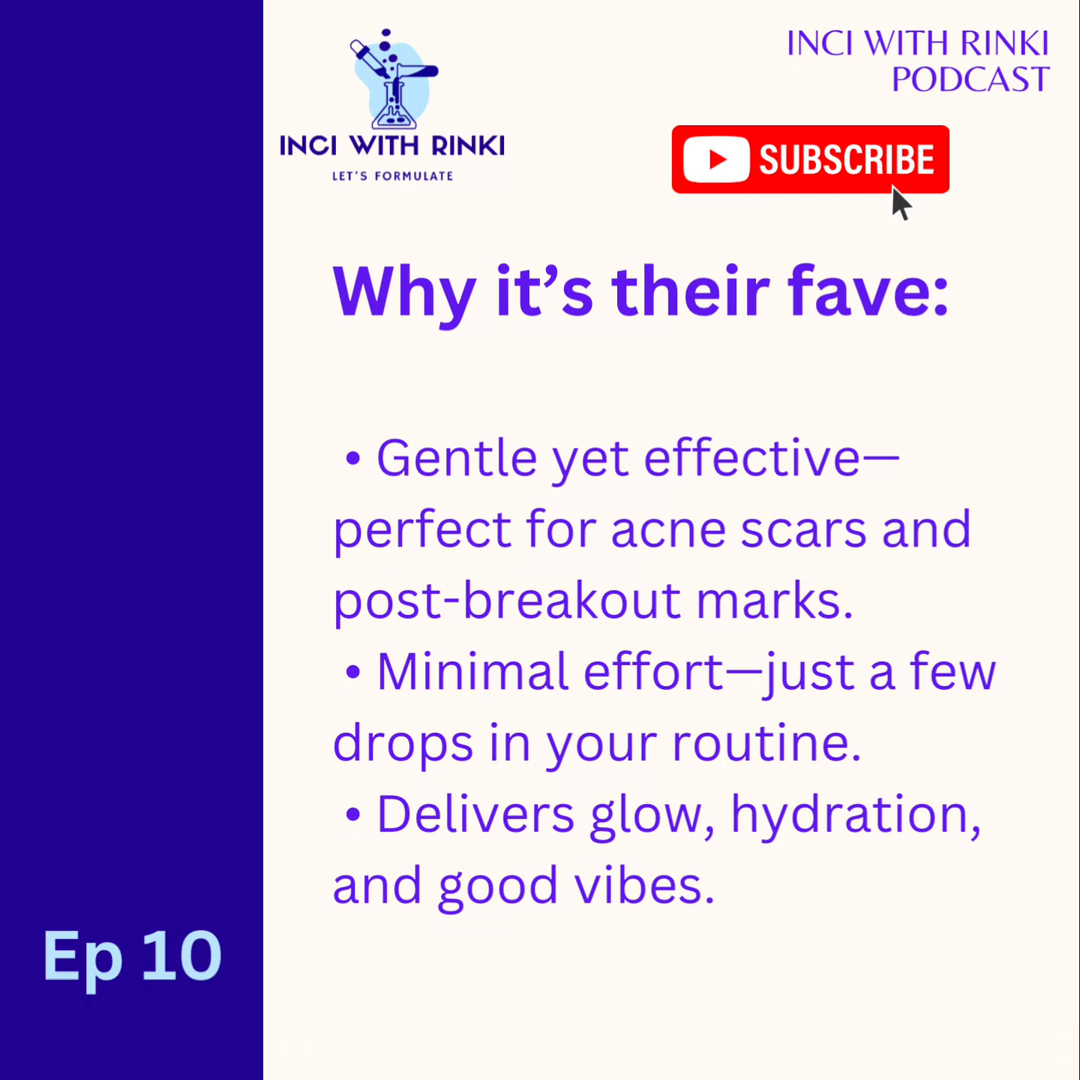 INCI WITH RINKI
LET'S FORMULATE
INCI WITH RINKI
PODCAST
SUBSCRIBE
Why it’s their fave:
• Gentle yet effective—
perfect for acne scars and
post-breakout marks.
• Minimal effort—just a few
drops in your routine.
• Delivers glow, hydration,
and good vibes.
Ep 10